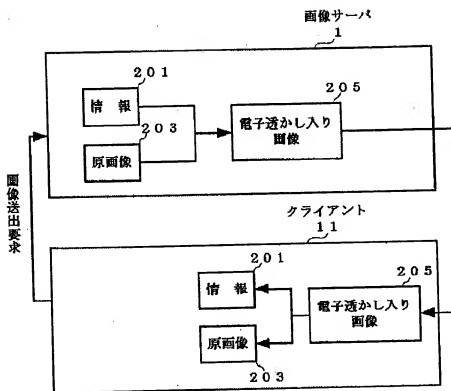 画像サーバ
1
201
情 報
203
原画像
205
電子透かし入り
画像
画像送出要求
クライアント
11
201
情 報
原画像
203
205
電子透かし入り
画像